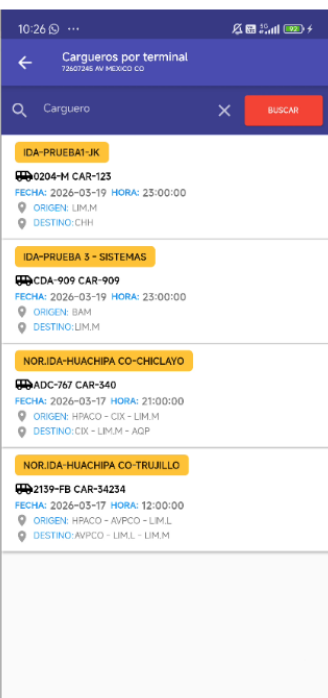 10:26
5G
92
Cargueros por terminal
72607245 AV MEXICO CO
Carguero
BUSCAR
IDA-PRUEBA1-JK
0204-M CAR-123
FECHA: 2026-03-19 HORA: 23:00:00
ORIGEN: LIM.M
DESTINO:CHH
IDA-PRUEBA 3 - SISTEMAS
CDA-909 CAR-909
FECHA: 2026-03-19 HORA: 23:00:00
ORIGEN: BAM
DESTINO:LIM.M
NOR.IDA-HUACHIPA CO-CHICLAYO
ADC-767 CAR-340
FECHA: 2026-03-17 HORA: 21:00:00
ORIGEN: HPACO - CIX - LIM.M
DESTINO:CIX - LIM.M - AQP
NOR.IDA-HUACHIPA CO-TRUJILLO
2139-FB CAR-34234
FECHA: 2026-03-17 HORA: 12:00:00
ORIGEN: HPACO - AVPCO - LIM.L
DESTINO:AVPCO - LIM.L - LIM.M